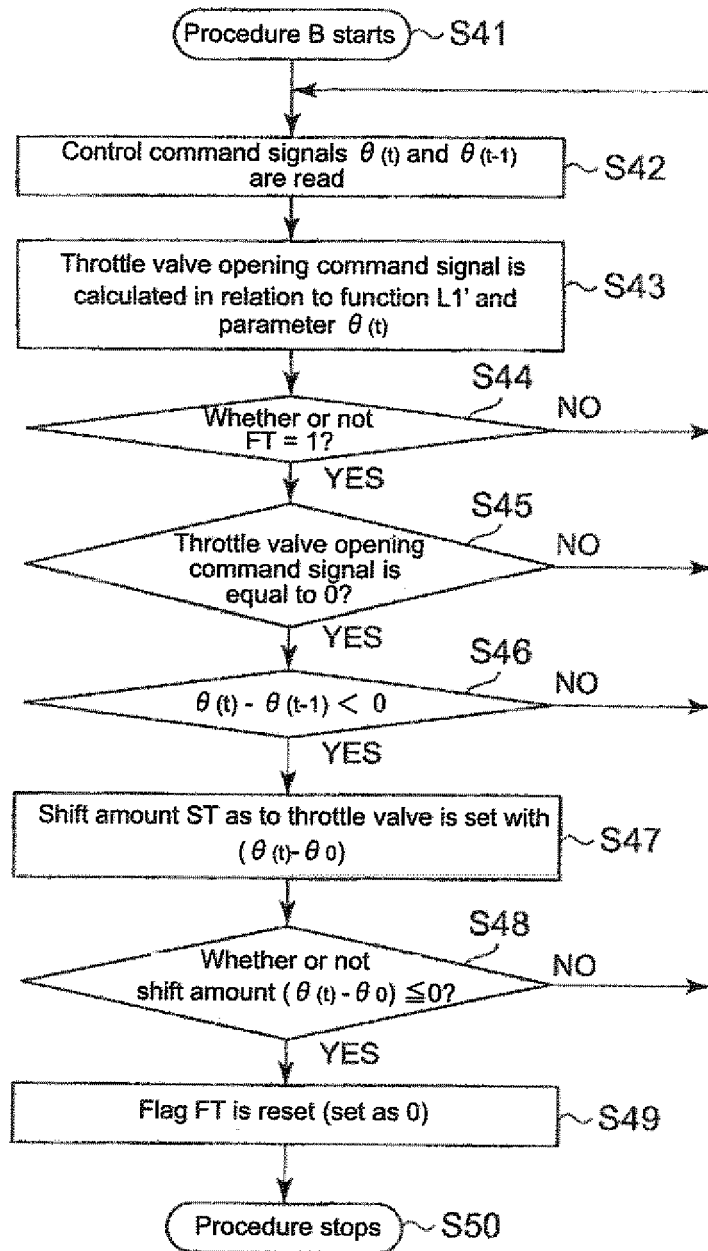 Procedure B starts
S41
Control command signals θ (t) and θ (t-1)
are read
S42
Throttle valve opening command signal is
calculated in relation to function L1'and
parameter θ (t)
S43
S44
Whether or not
FT = 1?
NO
YES
S45
Throttle valve opening
command signal is
equal to 0?
NO
YES
S46
θ (t) - θ (t-1) < 0
NO
YES
Shift amount ST as to throttle valve is set with
( θ (t)- θ 0)
S47
S48
Whether or not
shift amount ( θ (t) - θ 0) ≦0?
NO
YES
Flag FT is reset (set as 0)
S49
Procedure stops
S50